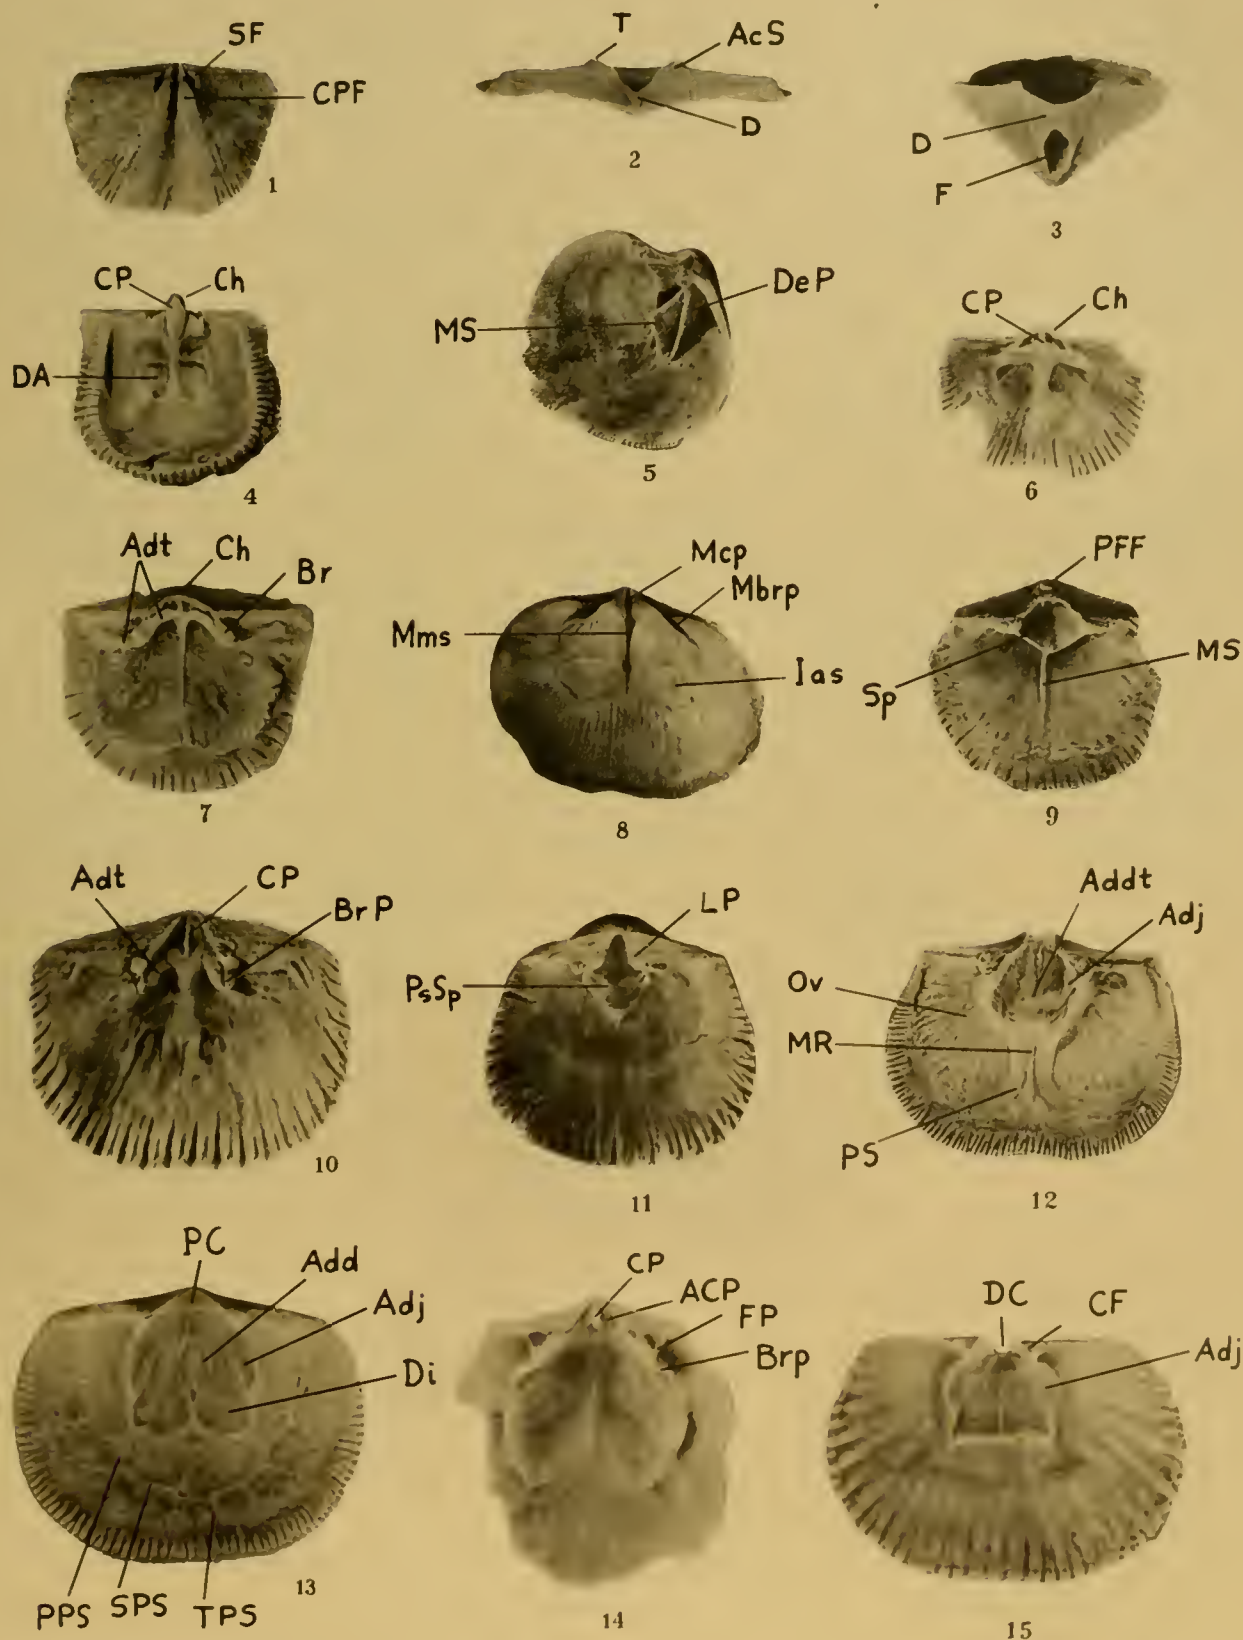 SF
CPF
1
T
AcS
D
2
D
F
3
CP
Ch
DA
4
MS
DeP
5
CP
Ch
6
Adt
Ch
Br
7
Mcp
Mbrp
Mms
Ias
8
PFF
Sp
MS
9
Adt
CP
BrP
10
LP
PsSp
11
Addt
Adj
Ov
MR
PS
12
PC
Add
Adj
Di
PPS
SPS
TPS
13
CP
ACP
FP
Brp
14
DC
CF
Adj
15